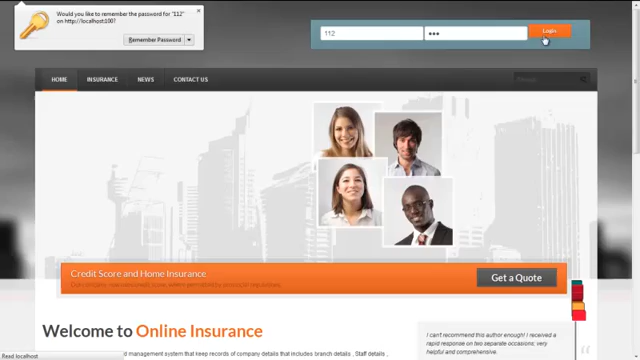 Would you like to remember the password for "112"
on http://localhost:100?
Remember Password
112
•••
Login
HOME
INSURANCE
NEWS
CONTACT US
Credit Score and Home Insurance
Get a Quote
Welcome to Online Insurance
management system that keep records of company details that includes branch details , Staff details ,
I can't recommend this author enough! I received a
rapid response on two separate occasions; very
helpful and comprehensive.
Read localhost